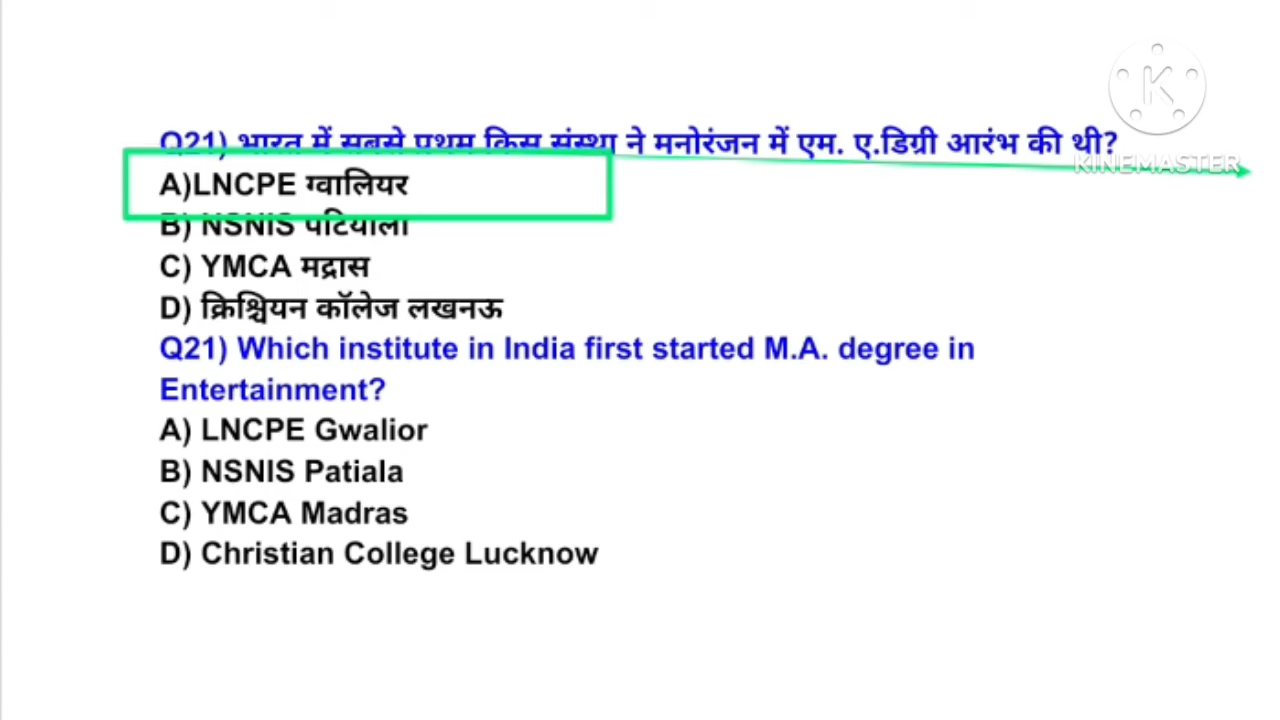 Q21) भारत में सबसे प्रथम किस संस्था ने मनोरंजन में एम. ए.डिग्री आरंभ की थी?
KINEMASTER
A)LNCPE ग्वालियर
B) NSNIS पटियाला
C) YMCA मद्रास
D) क्रिश्चियन कॉलेज लखनऊ
Q21) Which institute in India first started M.A. degree in
Entertainment?
A) LNCPE Gwalior
B) NSNIS Patiala
C) YMCA Madras
D) Christian College Lucknow